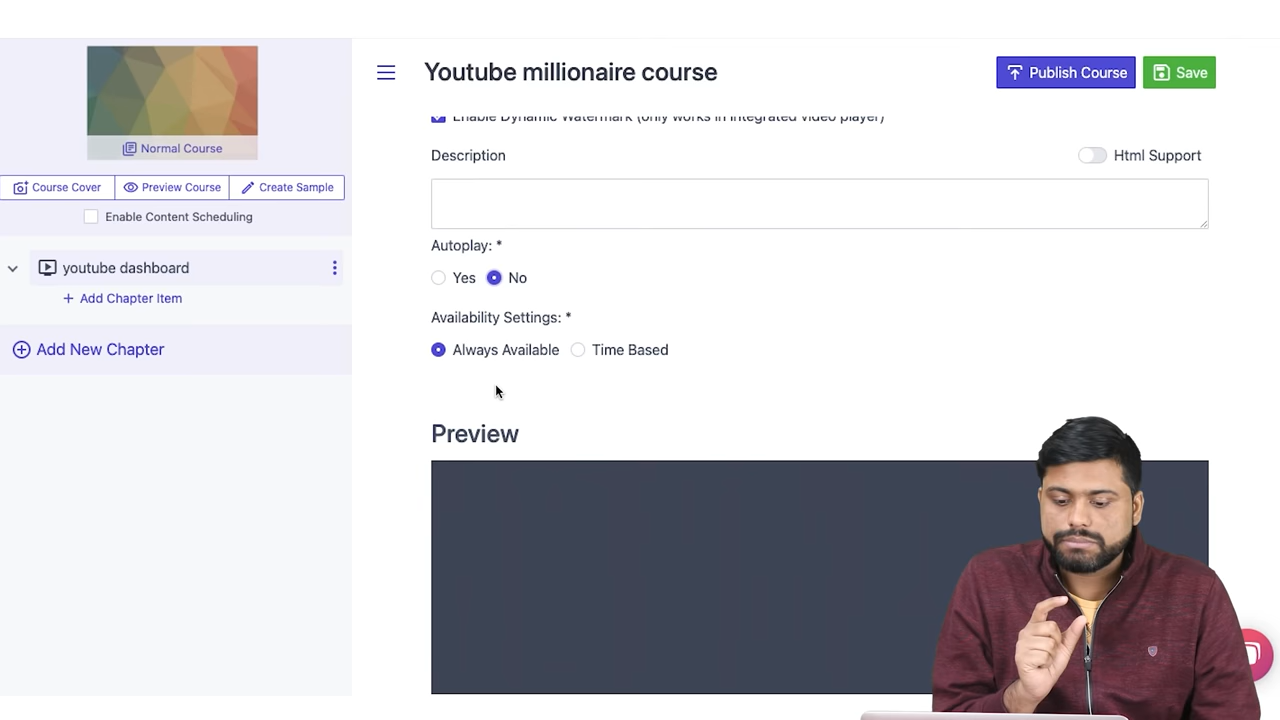 Youtube millionaire course
Publish Course
Save
Normal Course
Course Cover
Preview Course
Create Sample
Enable Content Scheduling
youtube dashboard
+ Add Chapter Item
Add New Chapter
Enable Dynamic Watermark (only works in integrated video player)
Description
Html Support
Autoplay: *
Yes
No
Availability Settings: *
Always Available
Time Based
Preview